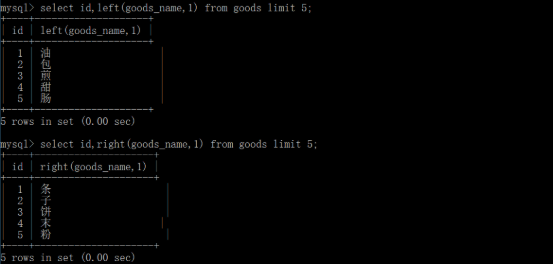 mysql> select id,left(goods_name,1) from goods limit 5;
+----+--------------------+
| id | left(goods_name,1) |
+----+--------------------+
| 1 | 油 |
| 2 | 包 |
| 3 | 煎 |
| 4 | 甜 |
| 5 | 肠 |
+----+--------------------+
5 rows in set (0.00 sec)
mysql> select id,right(goods_name,1) from goods limit 5;
+----+---------------------+
| id | right(goods_name,1) |
+----+---------------------+
| 1 | 条 |
| 2 | 子 |
| 3 | 饼 |
| 4 | 末 |
| 5 | 粉 |
+----+---------------------+
5 rows in set (0.00 sec)